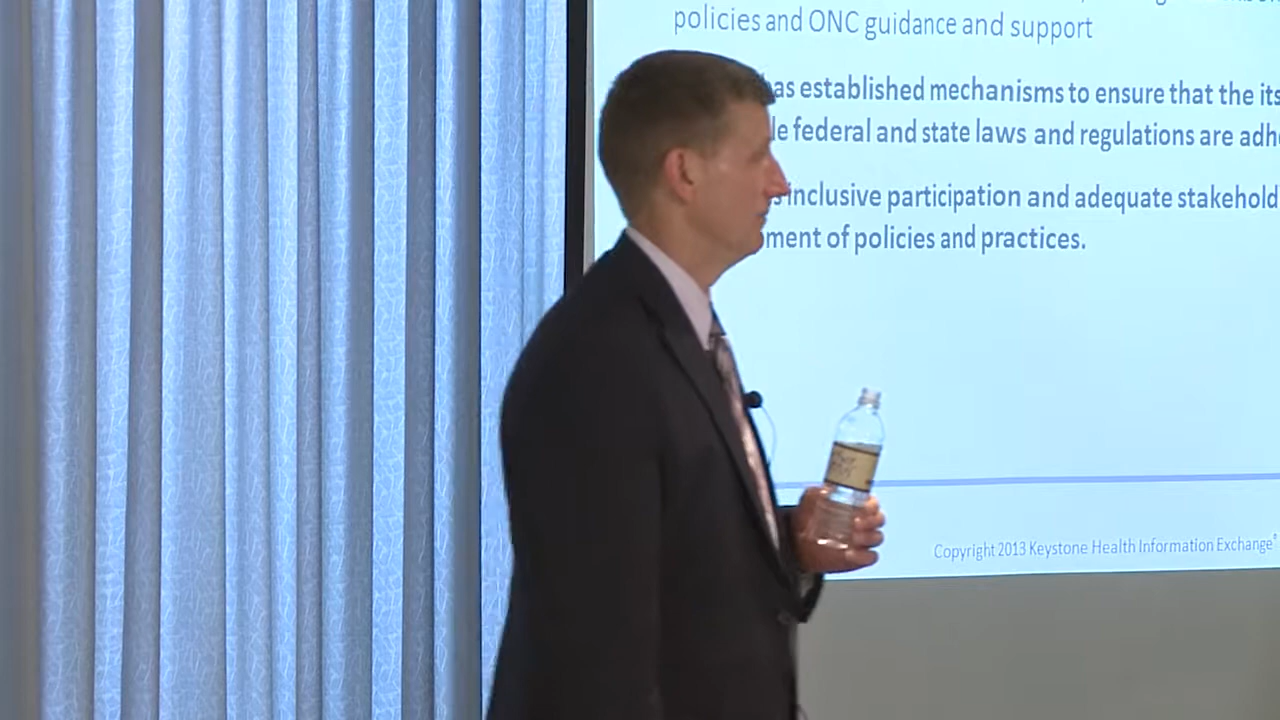 policies and ONC guidance and support
as established mechanisms to ensure that the its
le federal and state laws and regulations are adh
inclusive participation and adequate stakehold
ment of policies and practices.
Copyright 2013 Keystone Health Information Exchange